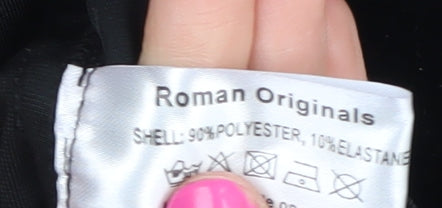 Roman Originals
SHELL: 90%POLYESTER, 10%ELASTANE